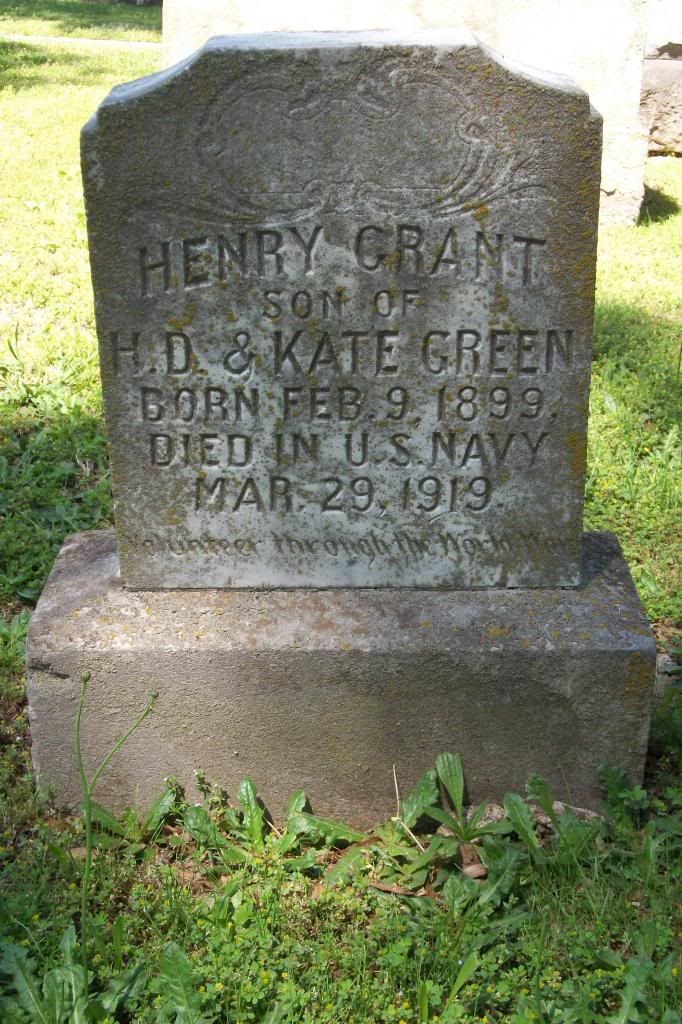 HENRY GRANT
SON OF
H.D. & KATE GREEN
BORN FEB. 9, 1899,
DIED IN U.S. NAVY
MAR. 29, 1919.
Volunteer through the World War